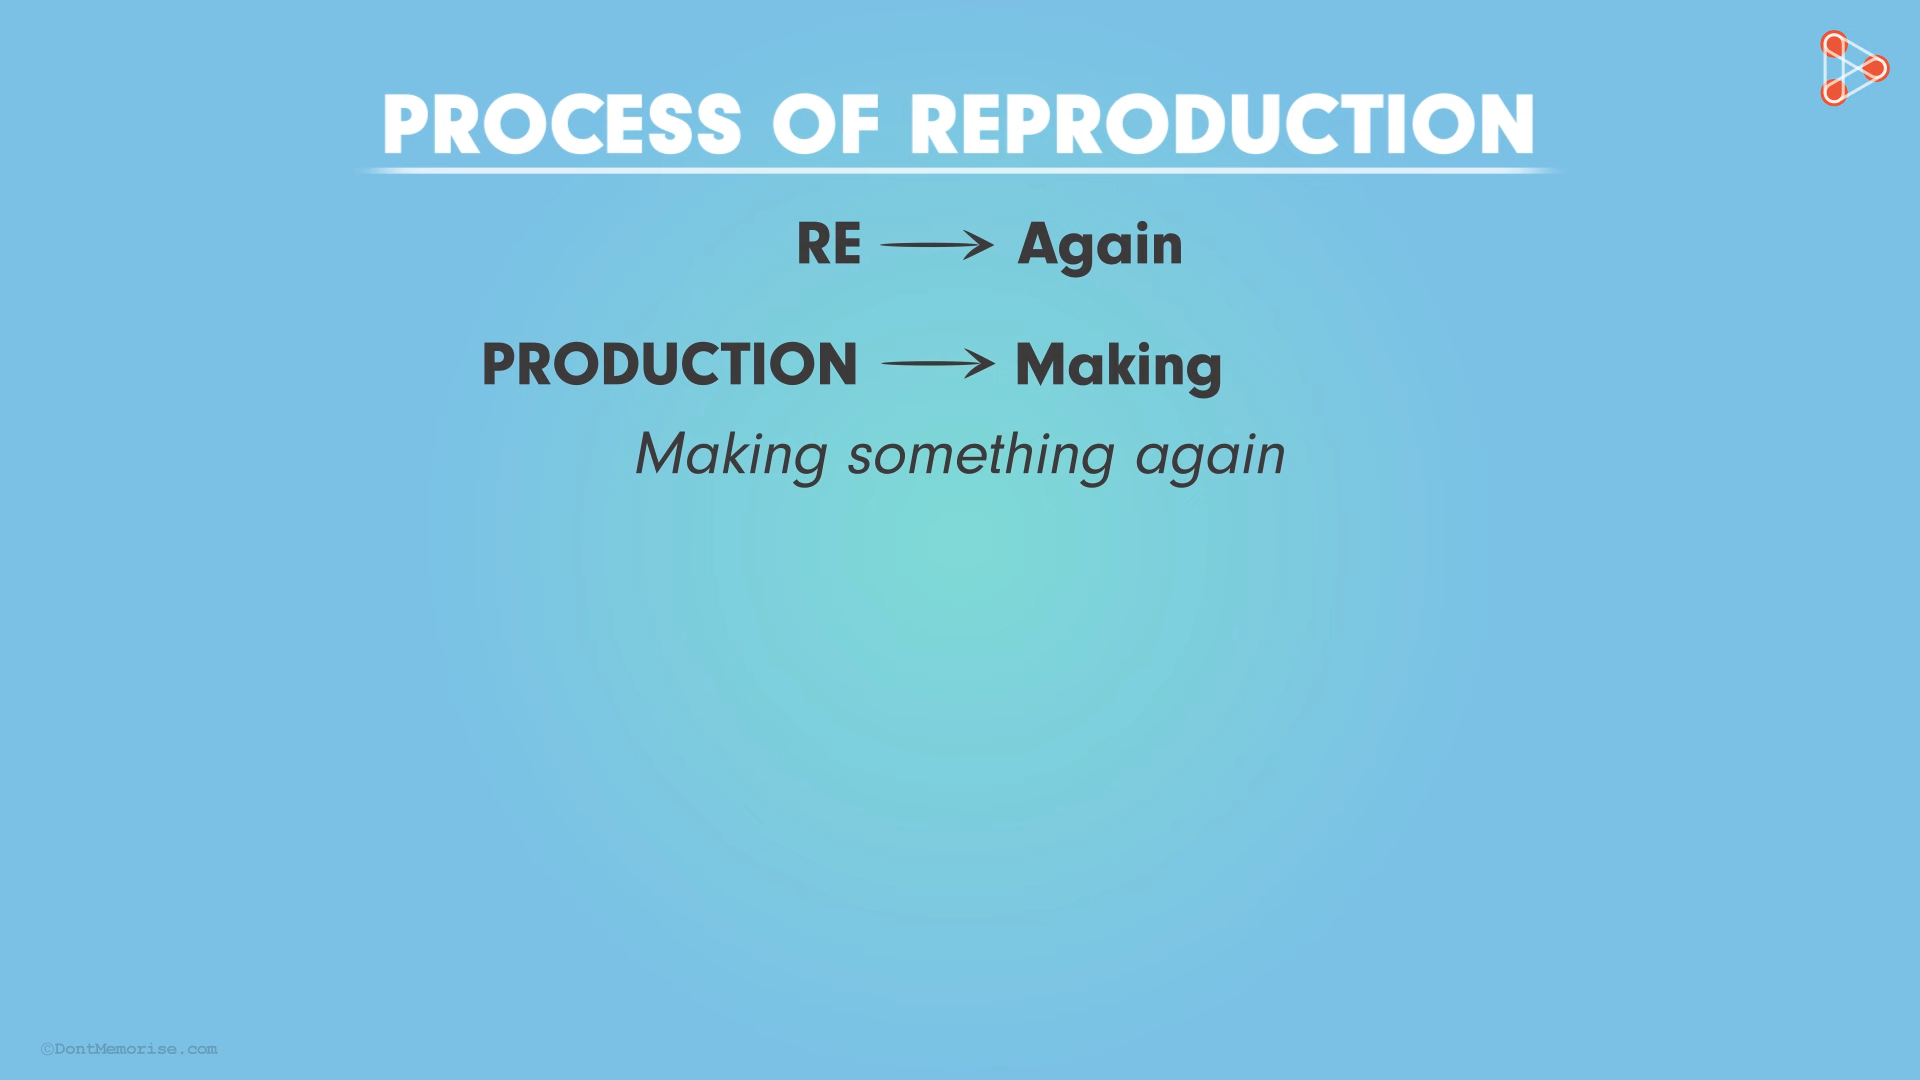 PROCESS OF REPRODUCTION
RE → Again
PRODUCTION → Making
Making something again
©DontMemorise.com